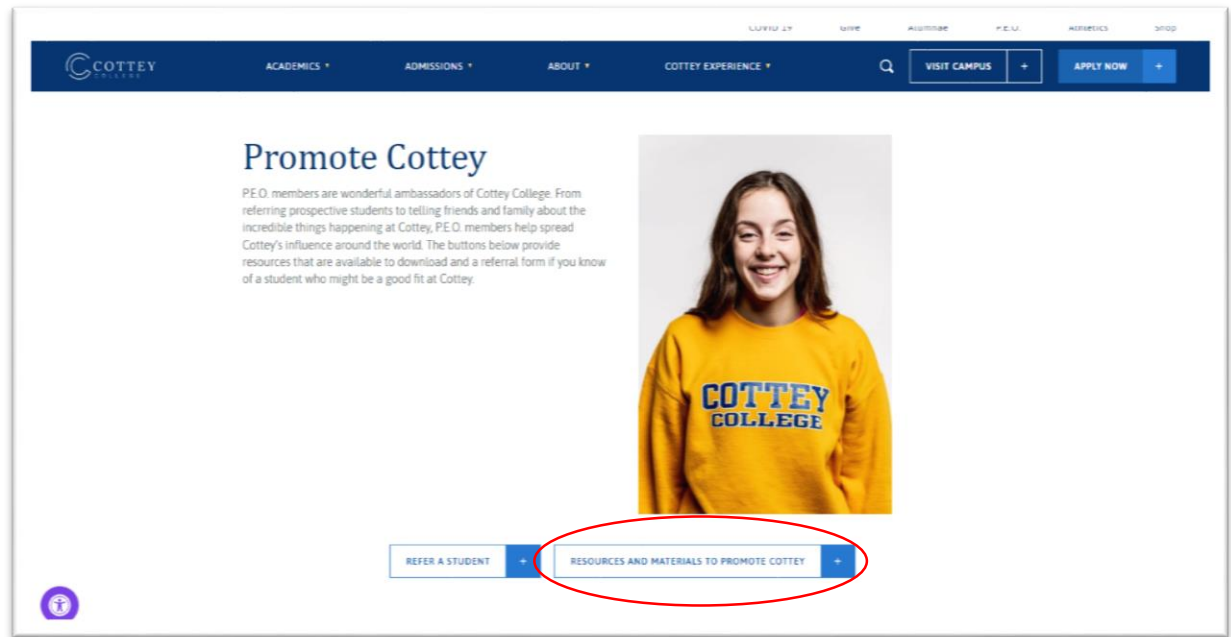 COVID 19 Give Alumnae P.E.O. Athletics Shop
COTTEY
COLLEGE
ACADEMICS ADMISSIONS ABOUT COTTEY EXPERIENCE VISIT CAMPUS + APPLY NOW +
Promote Cottey
P.E.O. members are wonderful ambassadors of Cottey College. From
referring prospective students to telling friends and family about the
incredible things happening at Cottey, P.E.O. members help spread
Cottey's influence around the world. The buttons below provide
resources that are available to download and a referral form if you know
of a student who might be a good fit at Cottey.
COTTEY
COLLEGE
REFER A STUDENT + RESOURCES AND MATERIALS TO PROMOTE COTTEY +